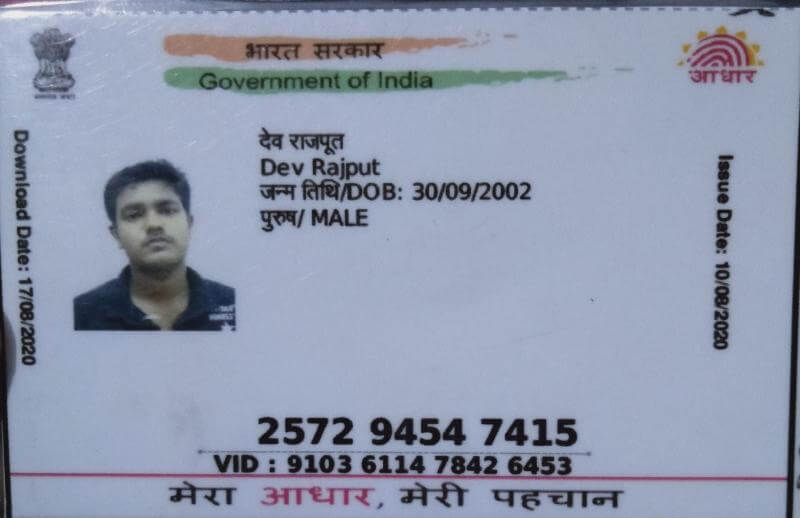 भारत सरकार
Government of India
आधार
देव राजपूत
Dev Rajput
जन्म तिथि/DOB: 30/09/2002
पुरुष/ MALE
Download Date: 17/08/2020
Issue Date: 10/08/2020
2572 9454 7415
VID : 9103 6114 7842 6453
मेरा आधार, मेरी पहचान